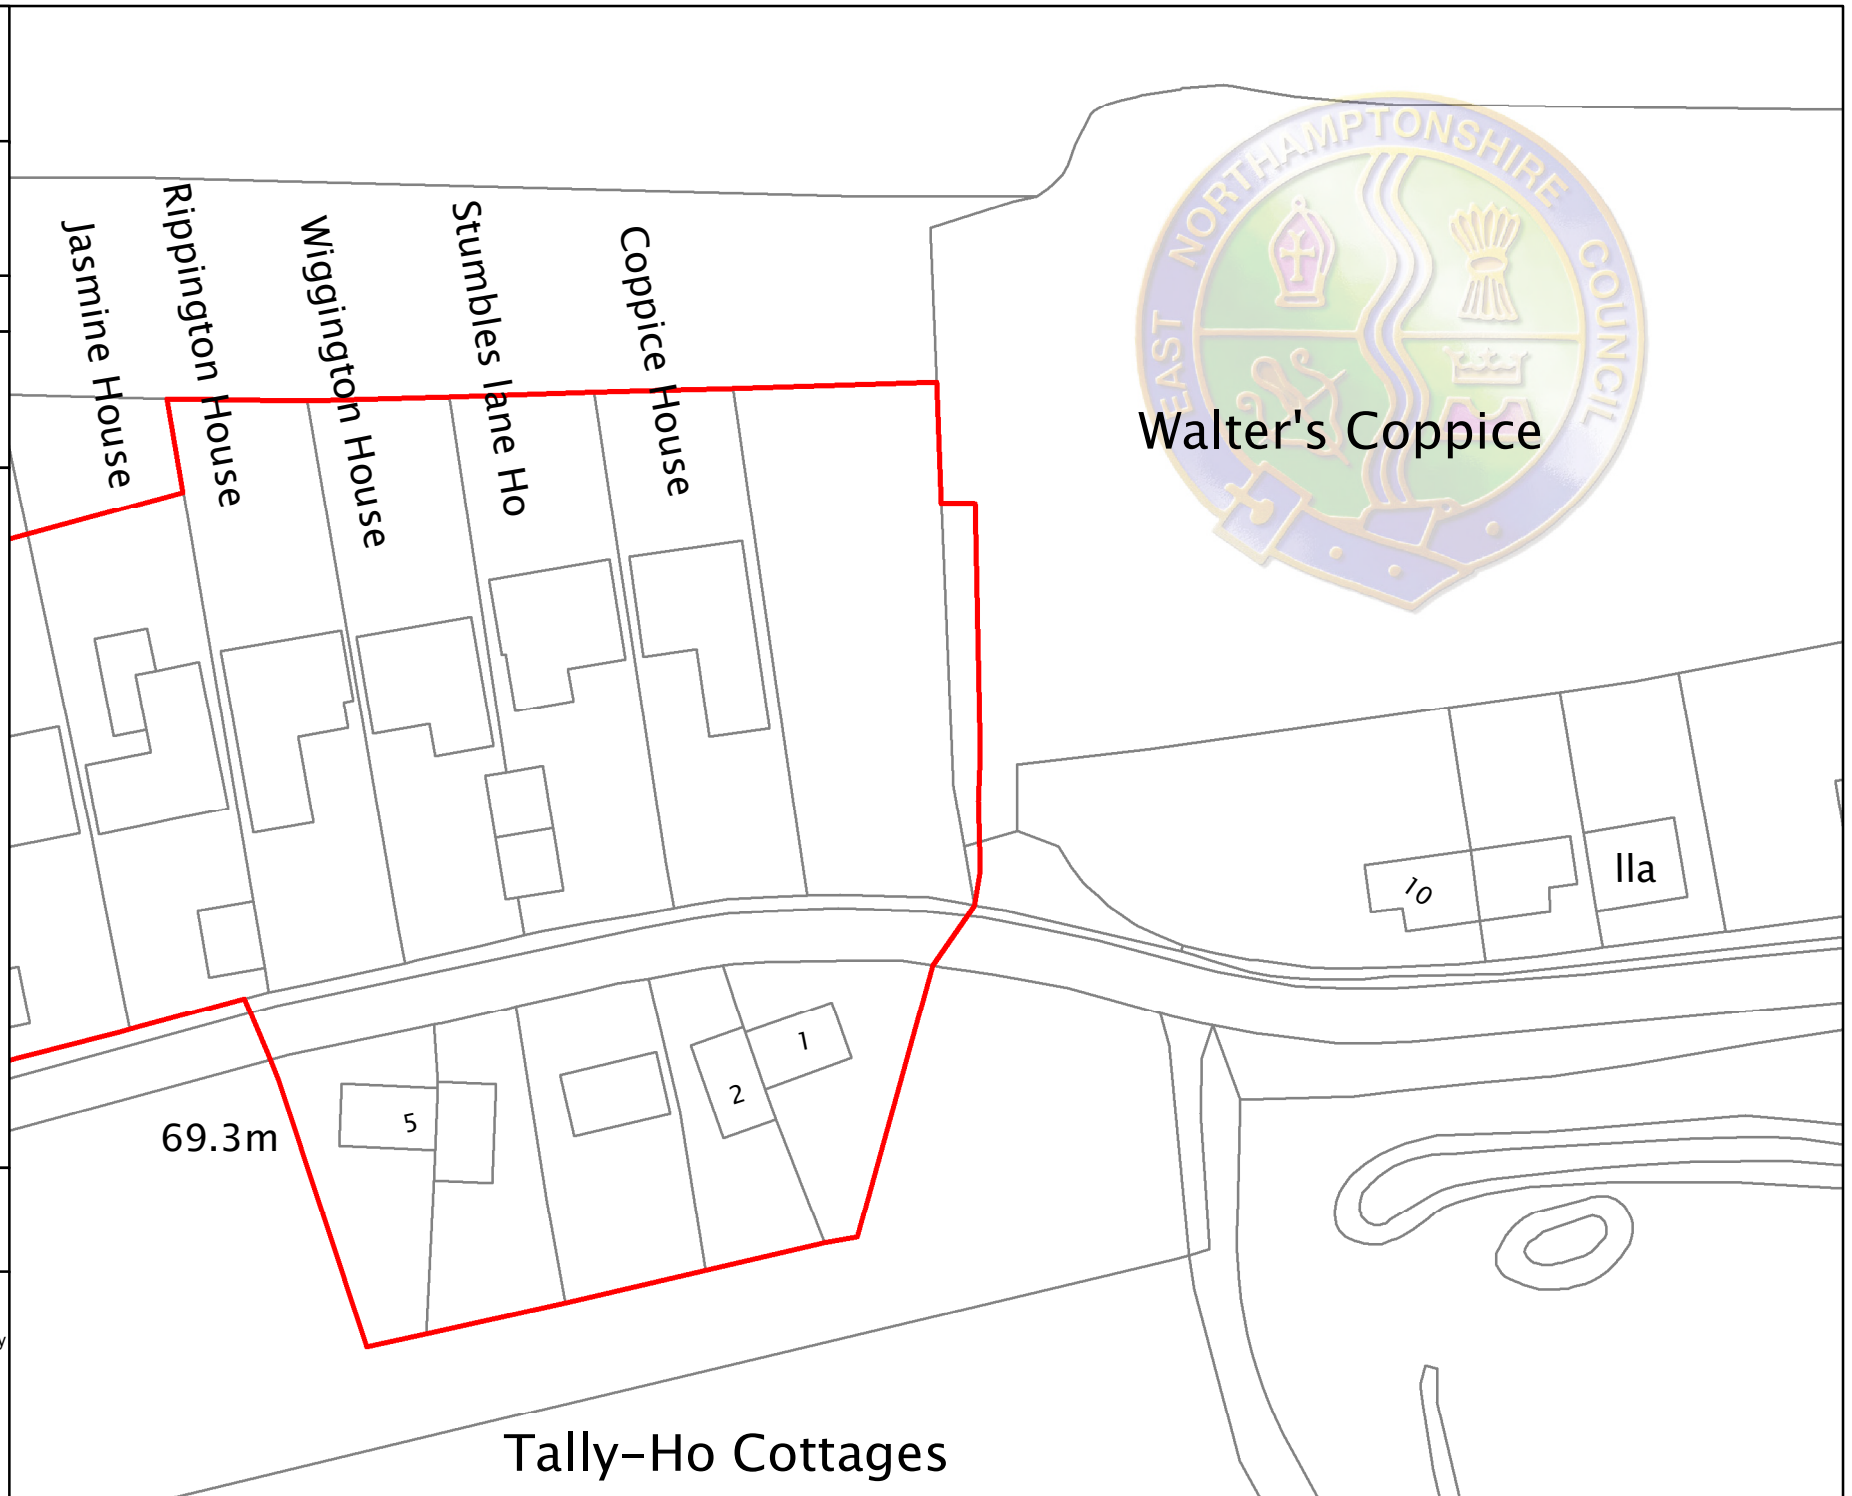 Jasmine House
Rippington House
Wiggington House
Stumbles lane Ho
Coppice House
EAST NORTHAMPTONSHIRE COUNCIL
Walter's Coppice
10
lla
1
2
5
69.3m
y
Tally-Ho Cottages